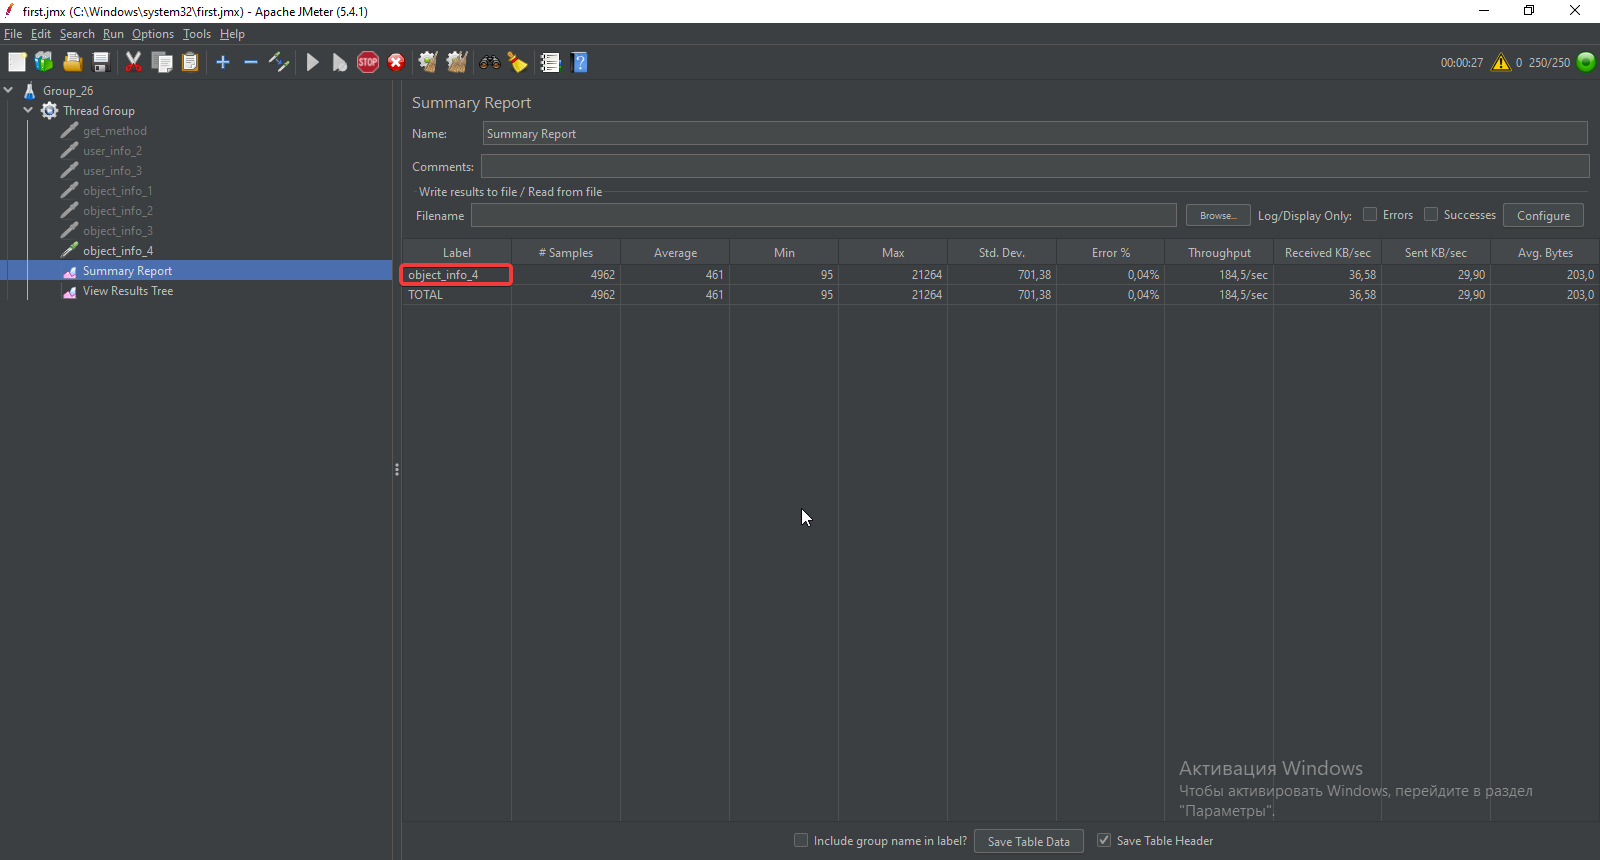 first.jmx (C:\Windows\system32\first.jmx) - Apache JMeter (5.4.1)
File Edit Search Run Options Tools Help
STOP
00:00:27 0 250/250
Group_26
Thread Group
get_method
user_info_2
user_info_3
object_info_1
object_info_2
object_info_3
object_info_4
Summary Report
View Results Tree
Summary Report
Name: Summary Report
Comments:
Write results to file / Read from file
Filename Browse... Log/Display Only: Errors Successes Configure
Label # Samples Average Min Max Std. Dev. Error % Throughput Received KB/sec Sent KB/sec Avg. Bytes
object_info_4 4962 461 95 21264 701,38 0,04% 184,5/sec 36,58 29,90 203,0
TOTAL 4962 461 95 21264 701,38 0,04% 184,5/sec 36,58 29,90 203,0
Активация Windows
Чтобы активировать Windows, перейдите в раздел
"Параметры".
Include group name in label? Save Table Data Save Table Header